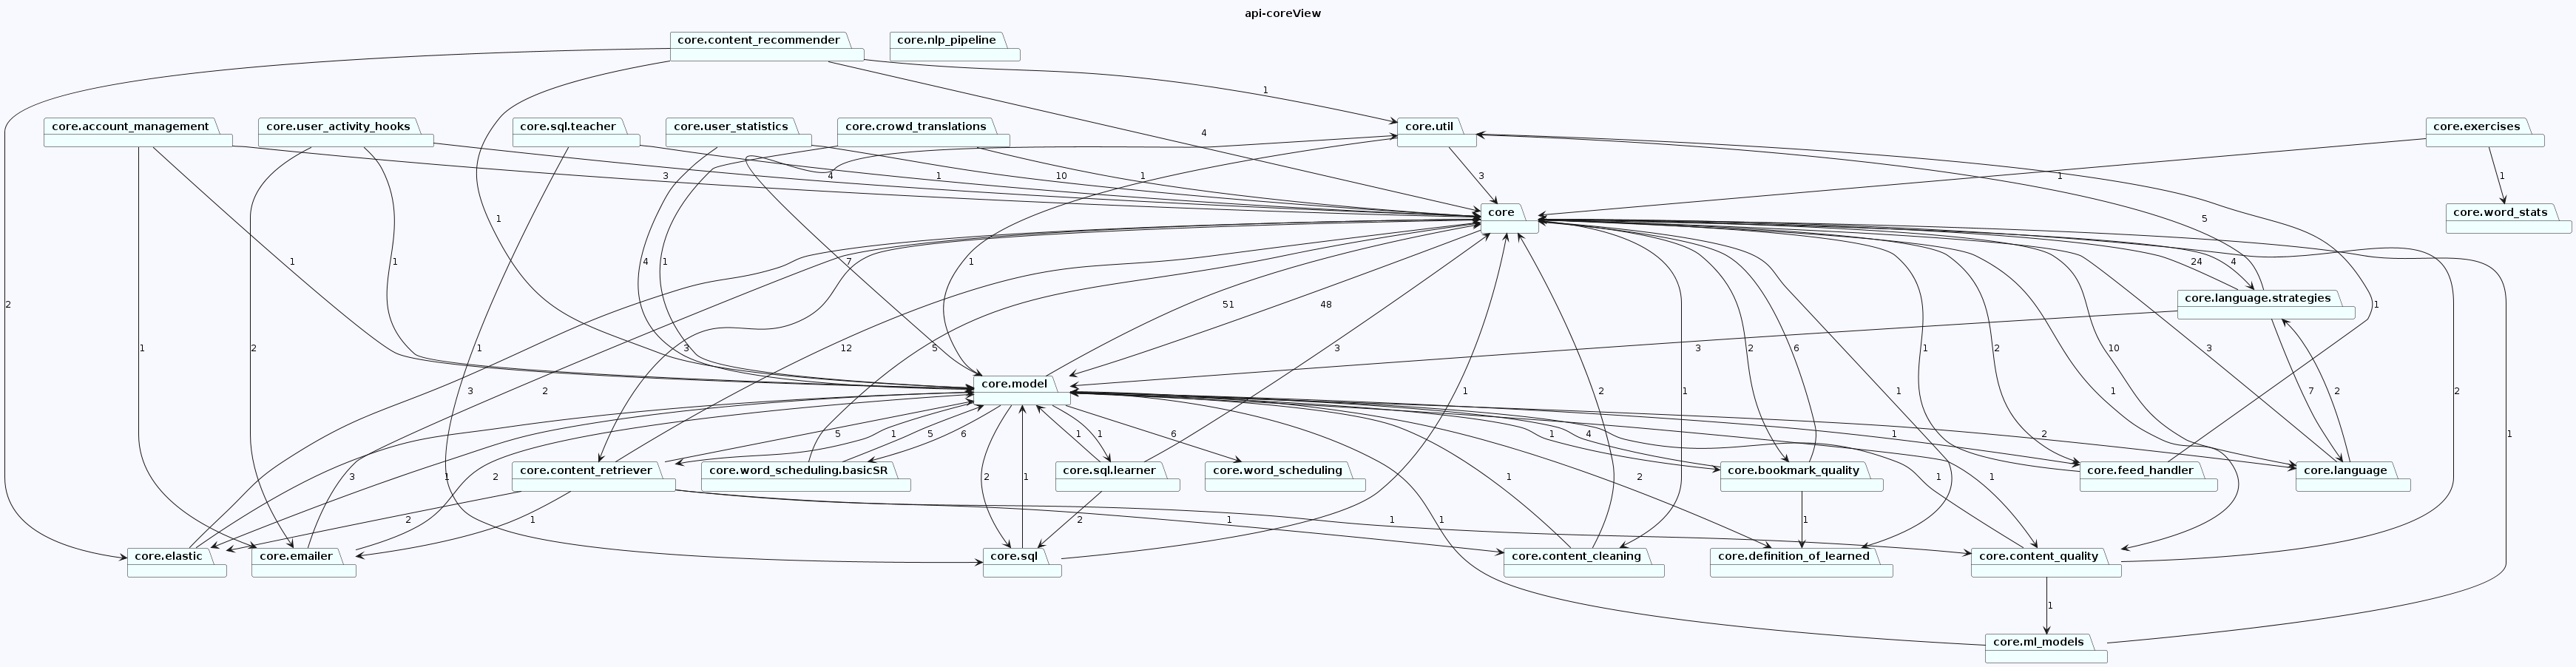 api-coreView
core.content_recommender
core.nlp_pipeline
1
core.account_management
core.user_activity_hooks
core.sql.teacher
core.user_statistics
core.crowd_translations
core.util
core.exercises
4
3
4
1
10
1
3
1
1
core.word_stats
core
1
5
1
1
1
4
1
7
1
24
4
2
51
48
core.language.strategies
1
1
2
1
3
12
5
3
2
6
1
2
10
3
3
core.model
3
2
1
1
1
7
2
2
5
1
5
6
1
1
6
1
4
1
2
1
core.content_retriever
core.word_scheduling.basicSR
core.sql.learner
core.word_scheduling
core.bookmark_quality
core.feed_handler
core.language
3
1
2
2
1
1
2
1
1
2
1
1
2
1
1
1
1
core.elastic
core.emailer
core.sql
core.content_cleaning
core.definition_of_learned
core.content_quality
1
core.ml_models